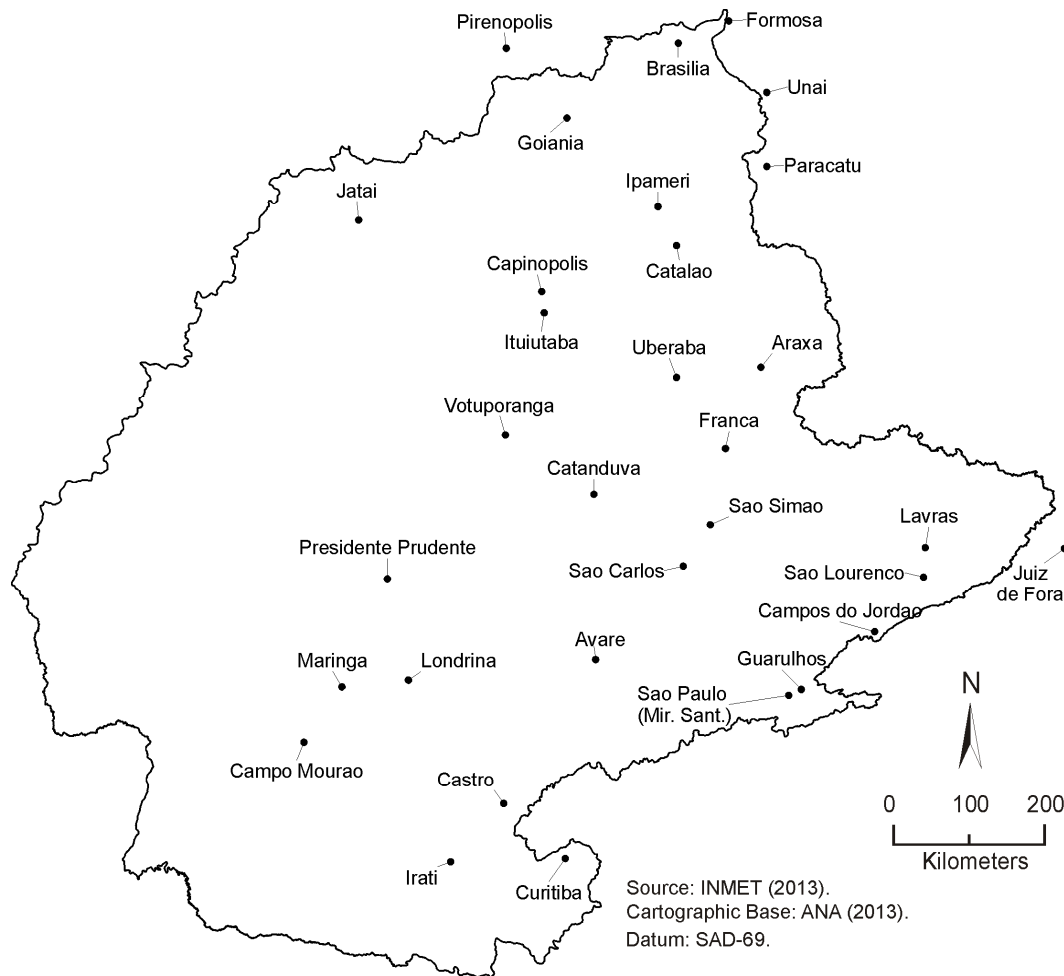 Pirenopolis
Formosa
Brasilia
Unai
Goiania
Paracatu
Ipameri
Jatai
Capinopolis
Catalao
Ituiutaba
Uberaba
Araxa
Votuporanga
Franca
Catanduva
Sao Simao
Lavras
Presidente Prudente
Sao Carlos
Sao Lourenco
Juiz
de Fora
Campos do Jordao
Avare
Maringa
Londrina
Guarulhos
Sao Paulo
(Mir. Sant.)
N
Campo Mourao
Castro
0 100 200
Kilometers
Irati
Curitiba
Source: INMET (2013).
Cartographic Base: ANA (2013).
Datum: SAD-69.